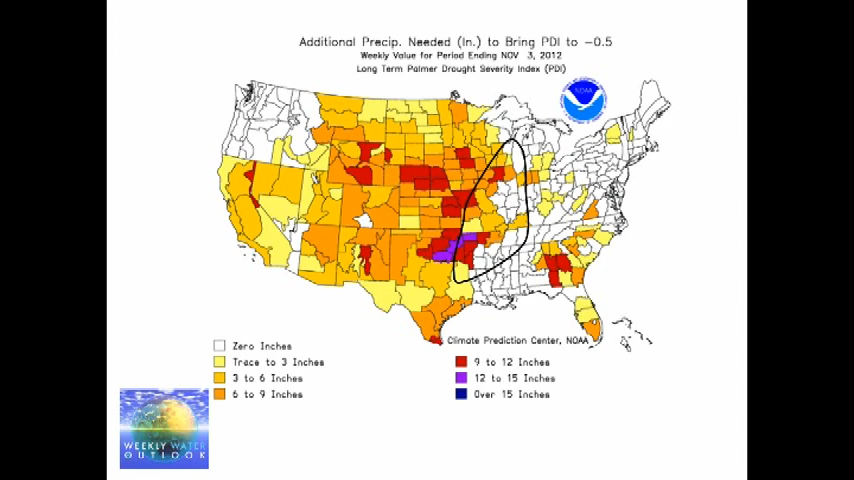 Additional Precip. Needed (In.) to Bring PDI to -0.5
Weekly Value for Period Ending NOV 3, 2012
Long Term Palmer Drought Severity Index (PDI)
NOAA
Climate Prediction Center, NOAA
Zero Inches
Trace to 3 Inches
3 to 6 Inches
6 to 9 Inches
9 to 12 Inches
12 to 15 Inches
Over 15 Inches
WEEKLY WATER
OUTLOOK